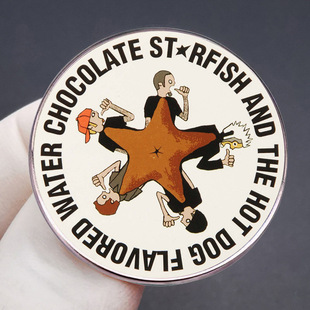 CHOCOLATE ST★RFISH AND THE HOT DOG FLAVORED WATER